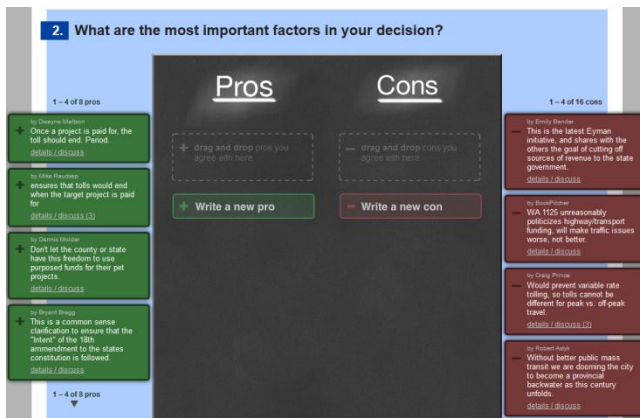 2. What are the most important factors in your decision?
Pros
Cons
1 – 4 of 8 pros
by Dwayne Mattson
Once a project is paid for, the
toll should end. Period.
details / discuss
by Mike Raudsep
ensures that tolls would end
when the target project is paid
for
details / discuss (3)
by Dennis Molder
Don't let the county or state
have this freedom to use
purposed funds for their pet
projects.
details / discuss
by Bryant Bragg
This is a common sense
clarification to ensure that the
"Intent" of the 18th
ammendment to the states
constitution is followed.
details / discuss
1 – 4 of 8 pros
drag and drop pros you
agree with here.
Write a new pro
drag and drop cons you
agree with here.
Write a new con
1 – 4 of 16 cons
by Emily Bender
This is the latest Eyman
initiative, and shares with the
others the goal of cutting off
sources of revenue to the state
government.
details / discuss
by BookPitcher
WA 1125 unreasonably
politicizes highway/transport
funding, will make traffic issues
worse, not better.
details / discuss
by Craig Prince
Would prevent variable rate
tolling, so tolls cannot be
different for peak vs. off-peak
travel.
details / discuss (3)
by Robert
Without better public mass
transit we are dooming the city
to become a provincial
backwater as this century
unfolds.
details / discuss